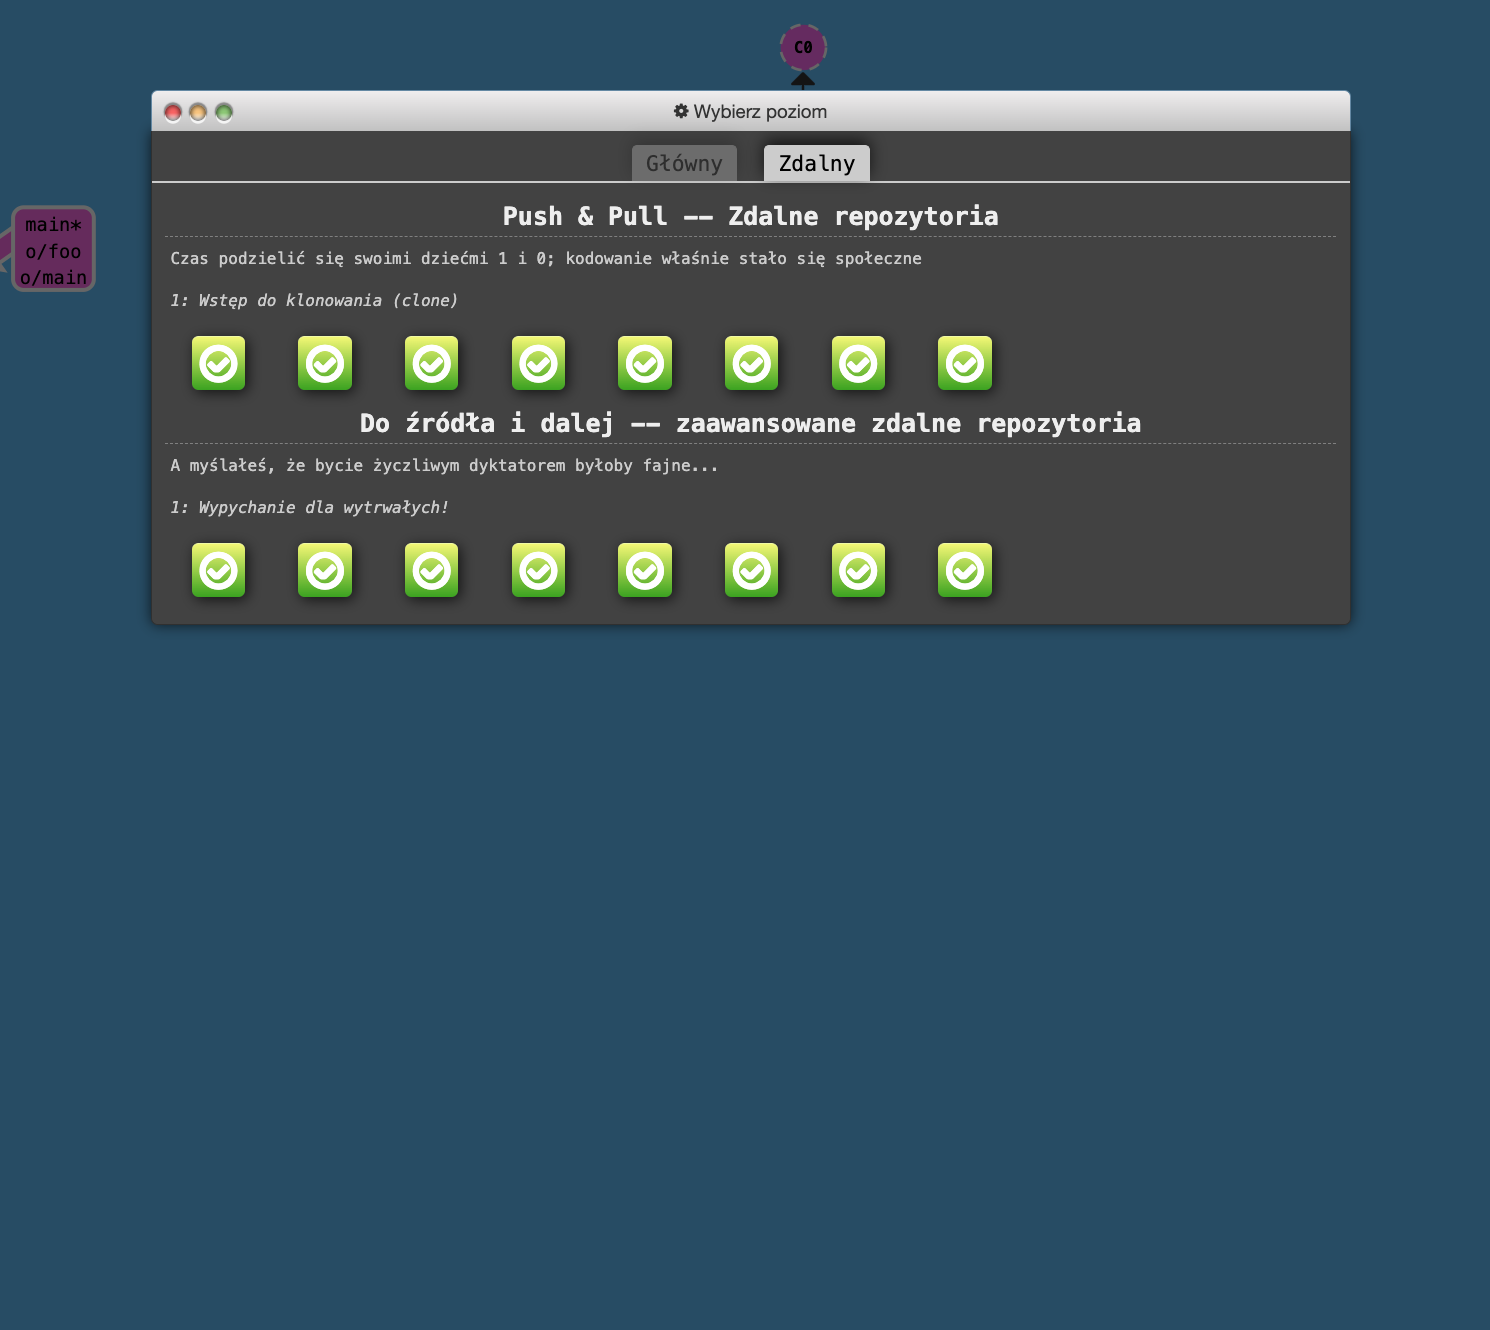 C0
Wybierz poziom
Główny
Zdalny
main*
o/foo
o/main
Push & Pull -- Zdalne repozytoria
Czas podzielić się swoimi dziećmi 1 i 0; kodowanie właśnie stało się społeczne
1: Wstęp do klonowania (clone)
Do źródła i dalej -- zaawansowane zdalne repozytoria
A myślałeś, że bycie życzliwym dyktatorem byłoby fajne...
1: Wypychanie dla wytrwałych!